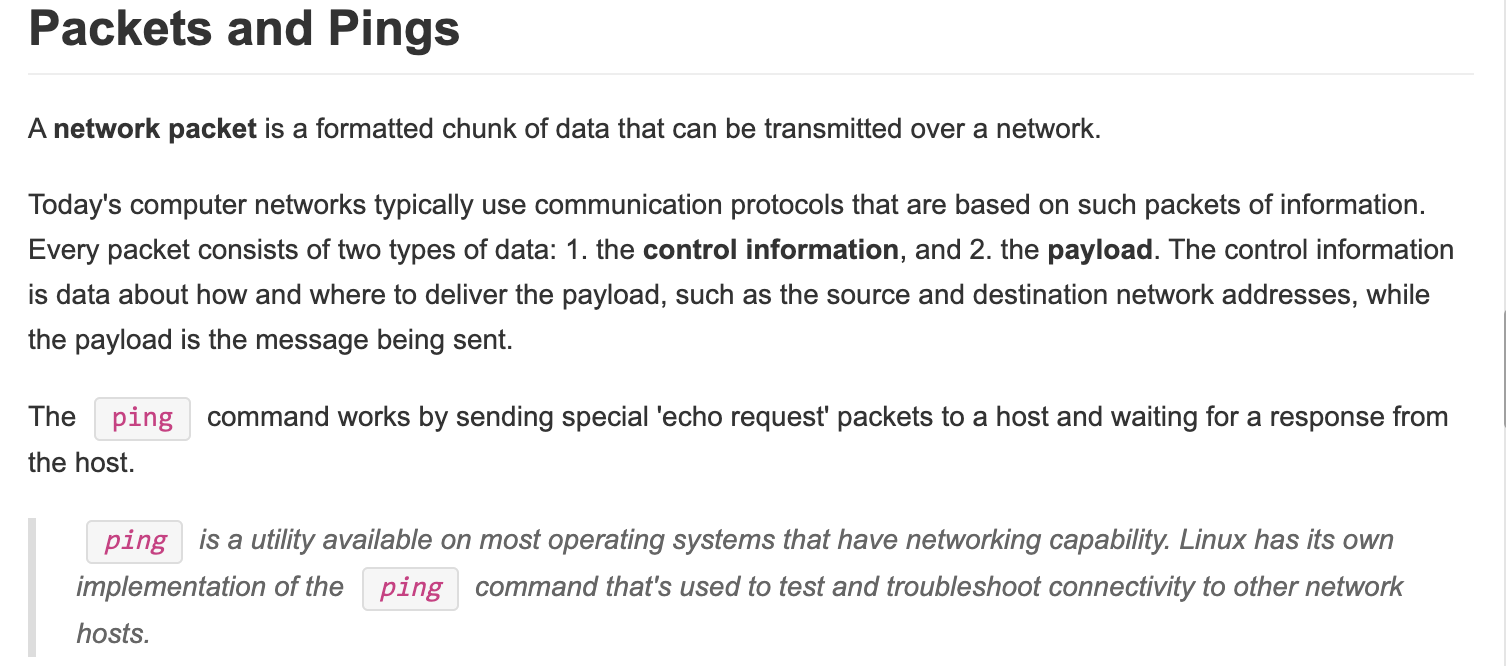 Packets and Pings
A network packet is a formatted chunk of data that can be transmitted over a network.
Today's computer networks typically use communication protocols that are based on such packets of information.
Every packet consists of two types of data: 1. the control information, and 2. the payload. The control information
is data about how and where to deliver the payload, such as the source and destination network addresses, while
the payload is the message being sent.
The ping command works by sending special 'echo request' packets to a host and waiting for a response from
the host.
ping is a utility available on most operating systems that have networking capability. Linux has its own
implementation of the ping command that's used to test and troubleshoot connectivity to other network
hosts.